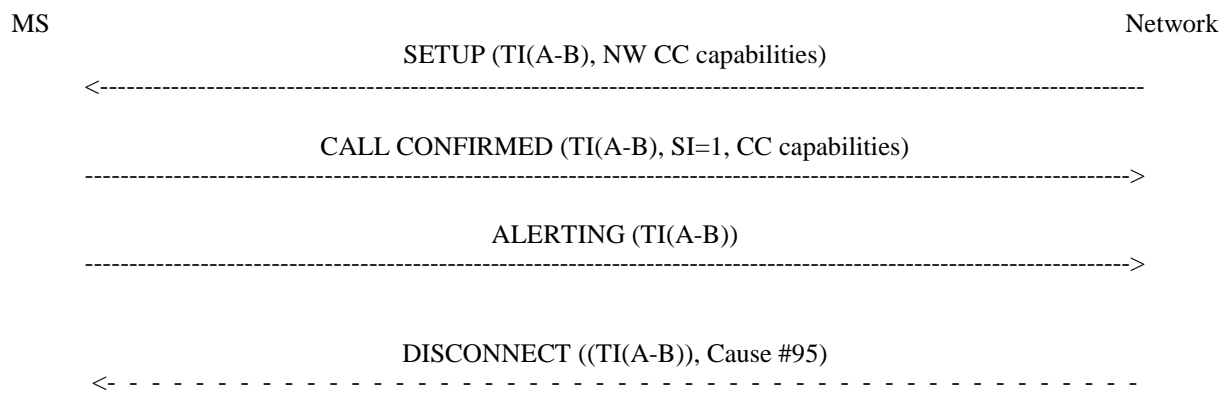 MS Network
SETUP (TI(A-B), NW CC capabilities)
CALL CONFIRMED (TI(A-B), SI=1, CC capabilities)
ALERTING (TI(A-B))
DISCONNECT ((TI(A-B)), Cause #95)